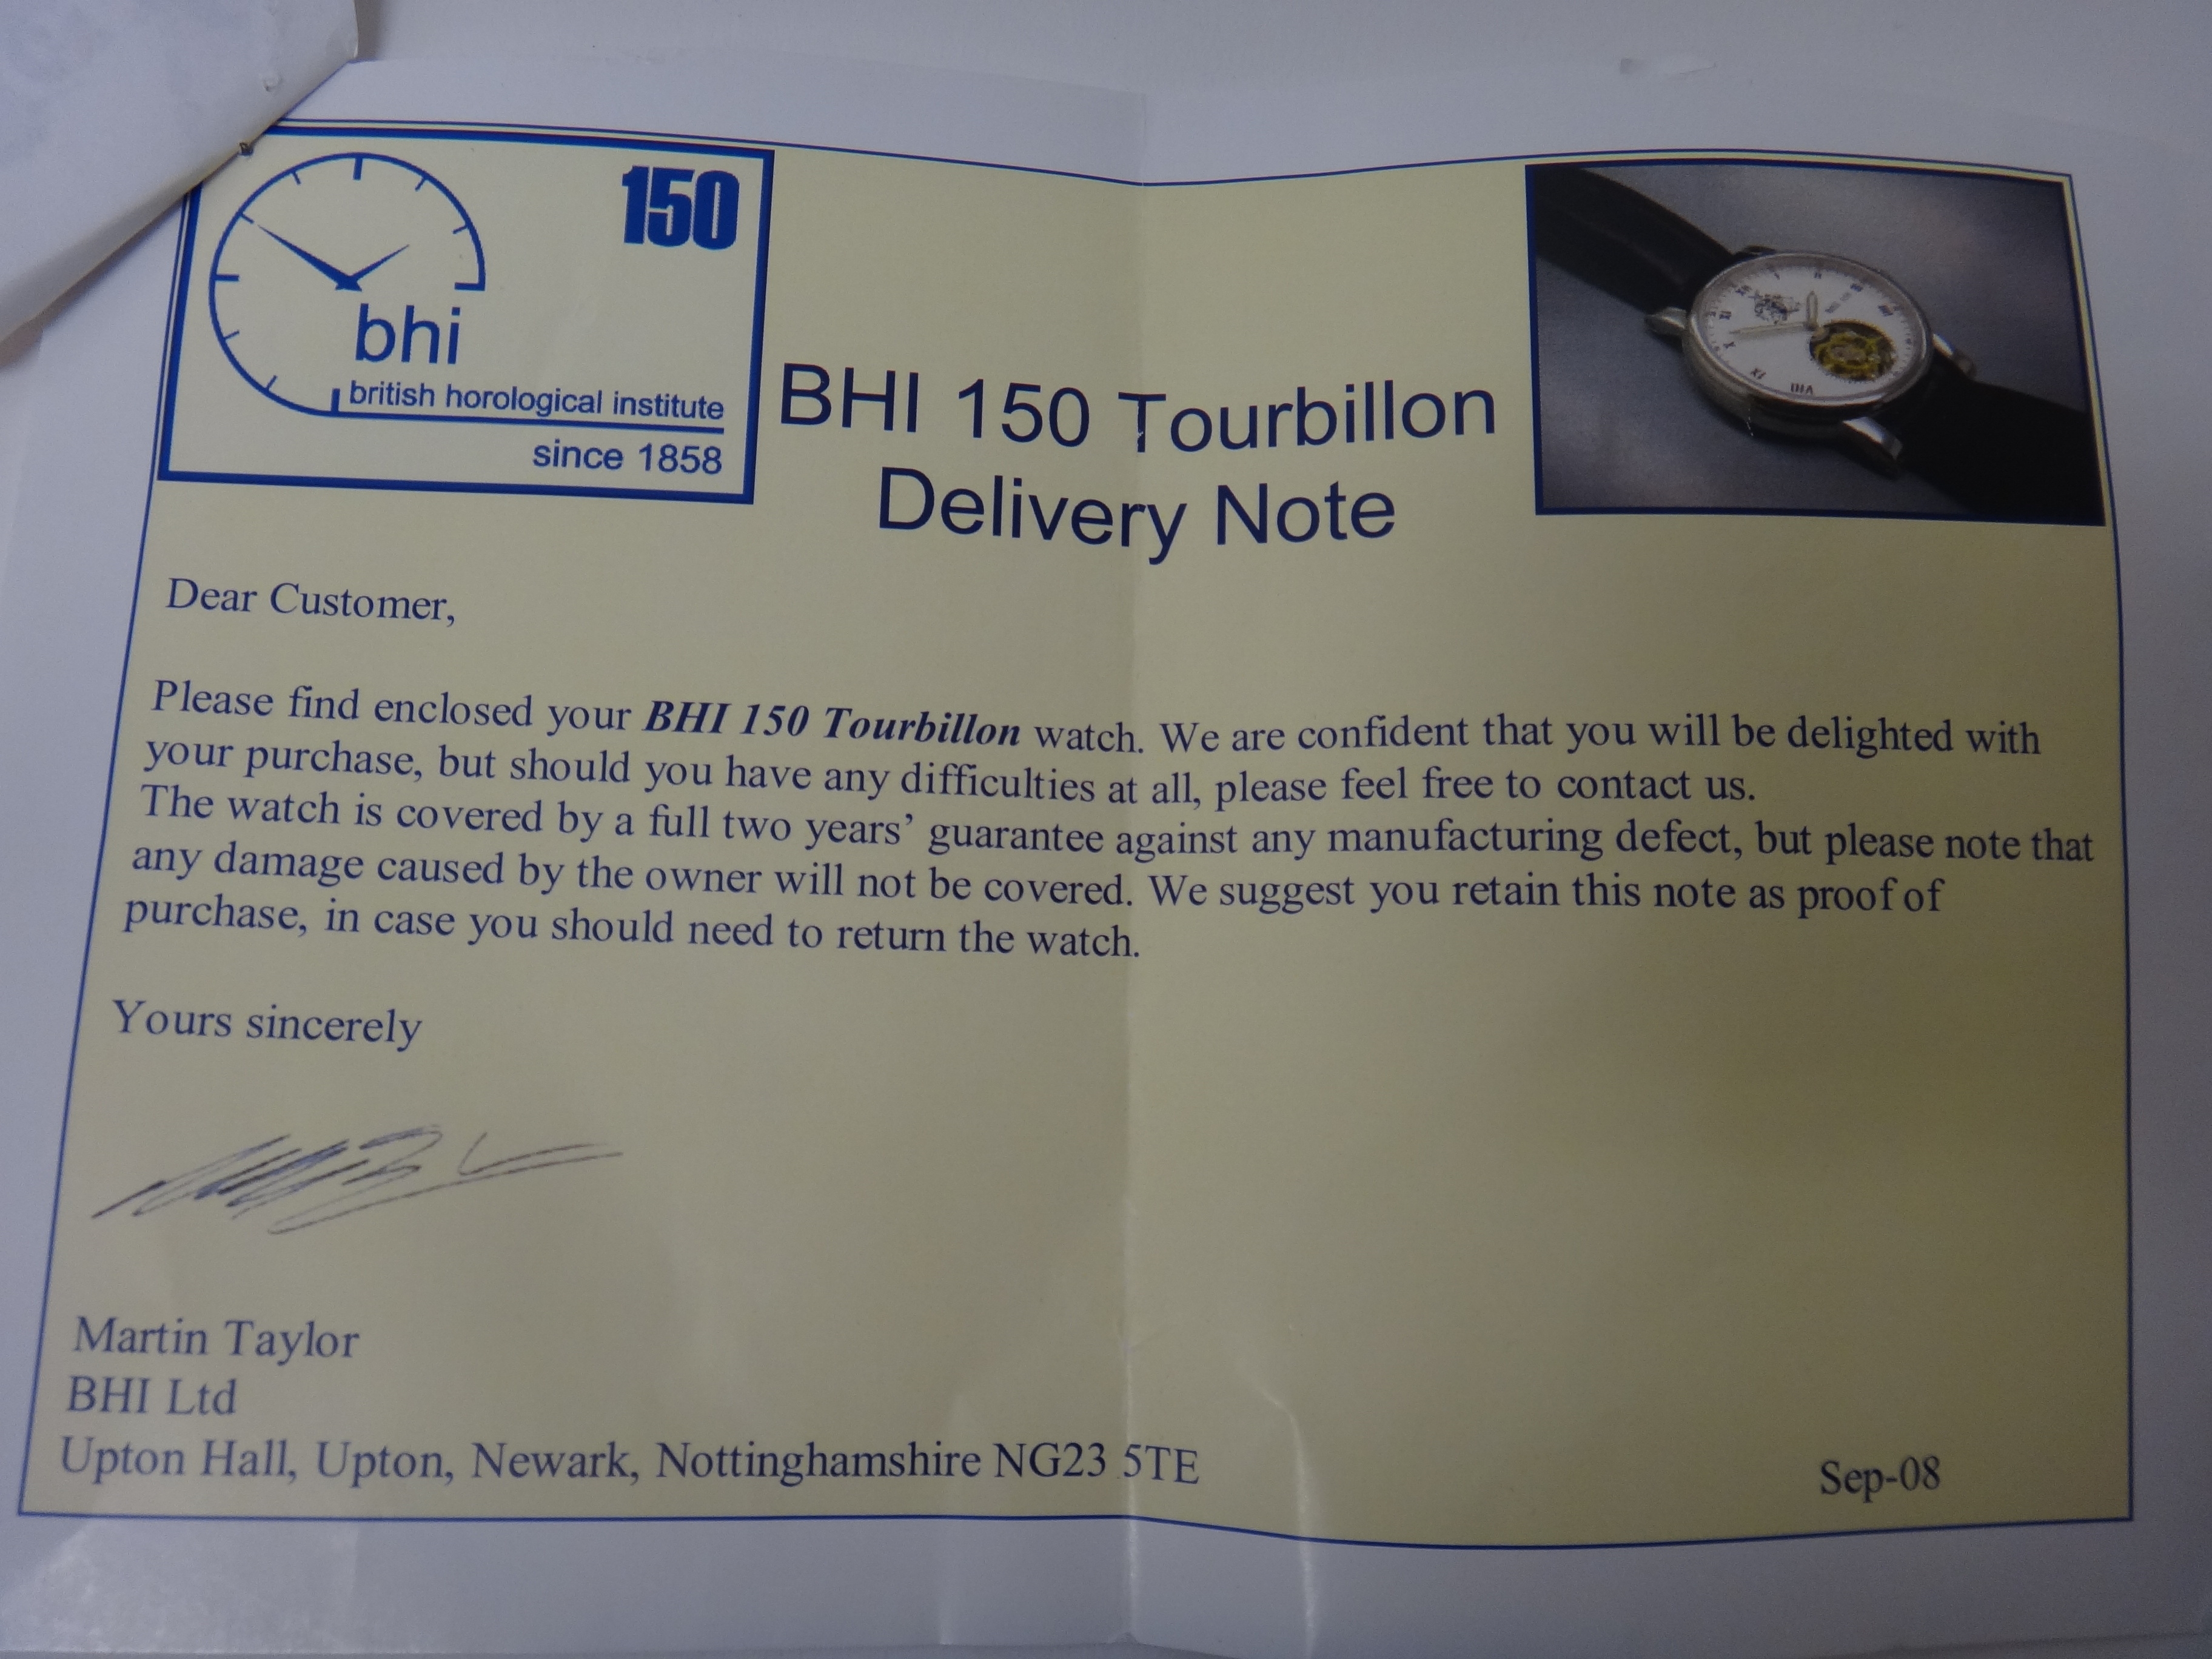 150
bhi
british horological institute
since 1858
BHI 150 Tourbillon
Delivery Note
Dear Customer,
Please find enclosed your BHI 150 Tourbillon watch. We are confident that you will be delighted with
your purchase, but should you have any difficulties at all, please feel free to contact us.
The watch is covered by a full two years’ guarantee against any manufacturing defect, but please note that
any damage caused by the owner will not be covered. We suggest you retain this note as proof of
purchase, in case you should need to return the watch.
Yours sincerely
Martin Taylor
BHI Ltd
Upton Hall, Upton, Newark, Nottinghamshire NG23 5TE
Sep-08